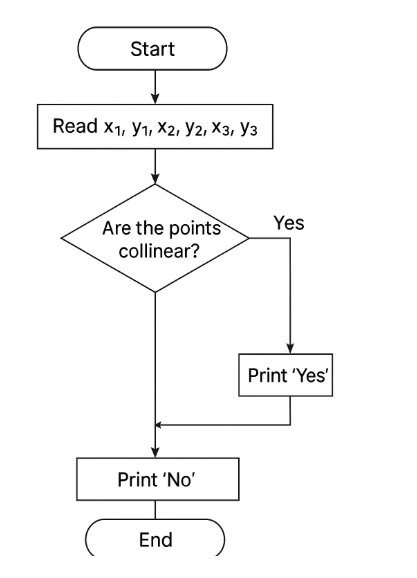 Start
Read x₁, y₁, x₂, y₂, x₃, y₃
Are the points
collinear?
Yes
Print ‘Yes’
Print ‘No’
End